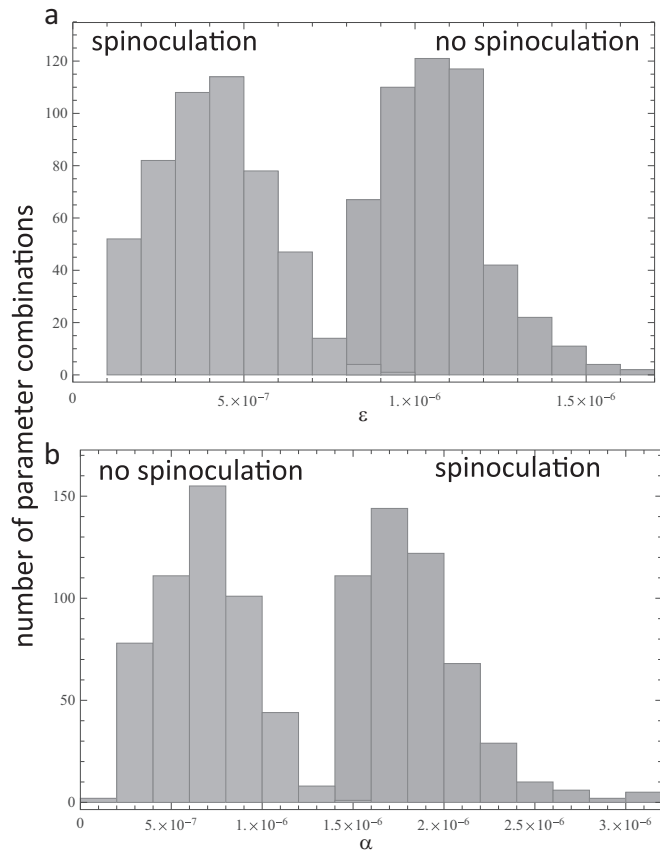 a
spinoculation
no spinoculation
120
100
80
60
40
20
0
0
5.×10⁻⁷
1.×10⁻⁶
1.5×10⁻⁶
ε
number of parameter combinations
b
no spinoculation
spinoculation
150
100
50
0
0
5.×10⁻⁷
1.×10⁻⁶
1.5×10⁻⁶
2.×10⁻⁶
2.5×10⁻⁶
3.×10⁻⁶
α